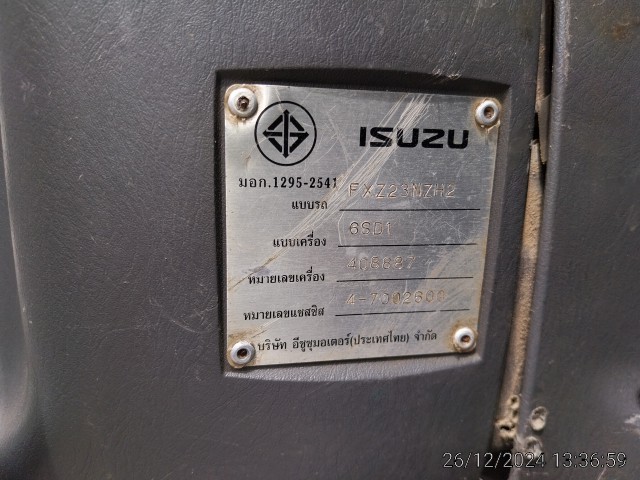 ISUZU
มอก.1295-2541
แบบรถ FXZ23NZH2
แบบเครื่อง 6SD1
หมายเลขเครื่อง
หมายเลขแชสซิส
บริษัท อีซูซุมอเตอร์(ประเทศไทย) จำกัด
26/12/2024 13:36:59